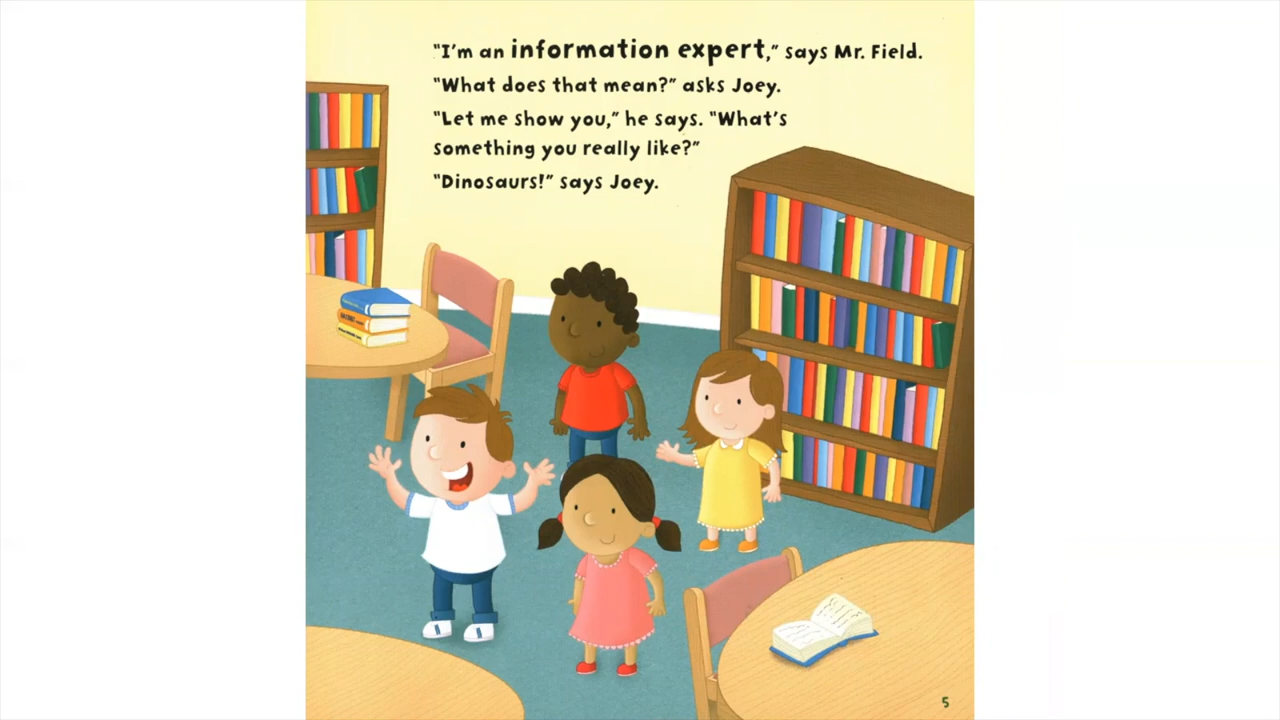 "I'm an information expert," says Mr. Field.
"What does that mean?" asks Joey.
"Let me show you," he says. "What's
something you really like?"
"Dinosaurs!" says Joey.
5